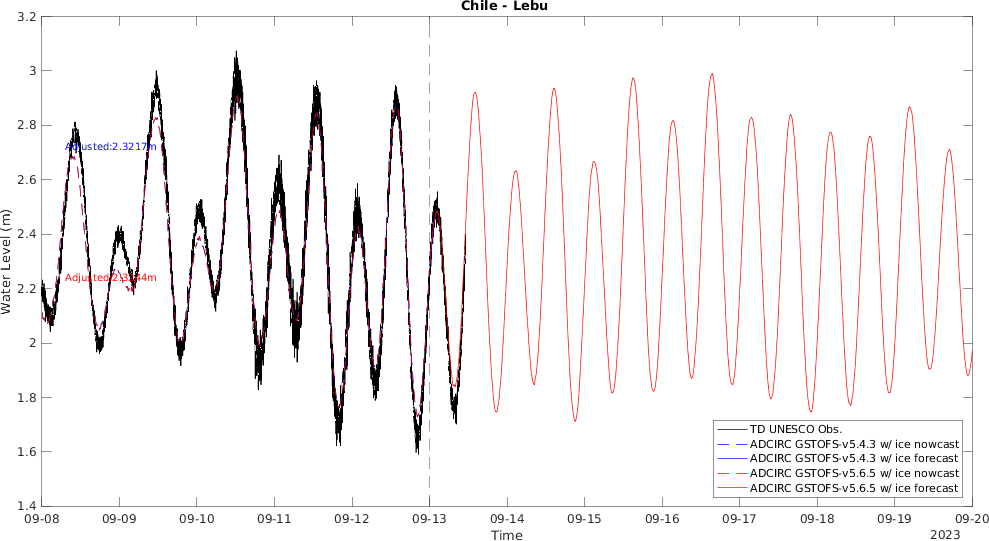 Chile - Lebu
3.2
3
2.8
2.6
2.4
2.2
2
1.8
1.6
1.4
Water Level (m)
Adjusted:2.3217m
TD UNESCO Obs.
ADCIRC GSTOFS-v5.4.3 w/ ice nowcast
ADCIRC GSTOFS-v5.4.3 w/ ice forecast
ADCIRC GSTOFS-v5.6.5 w/ ice nowcast
ADCIRC GSTOFS-v5.6.5 w/ ice forecast
09-08 09-09 09-10 09-11 09-12 09-13 09-14 09-15 09-16 09-17 09-18 09-19 09-20
Time
2023